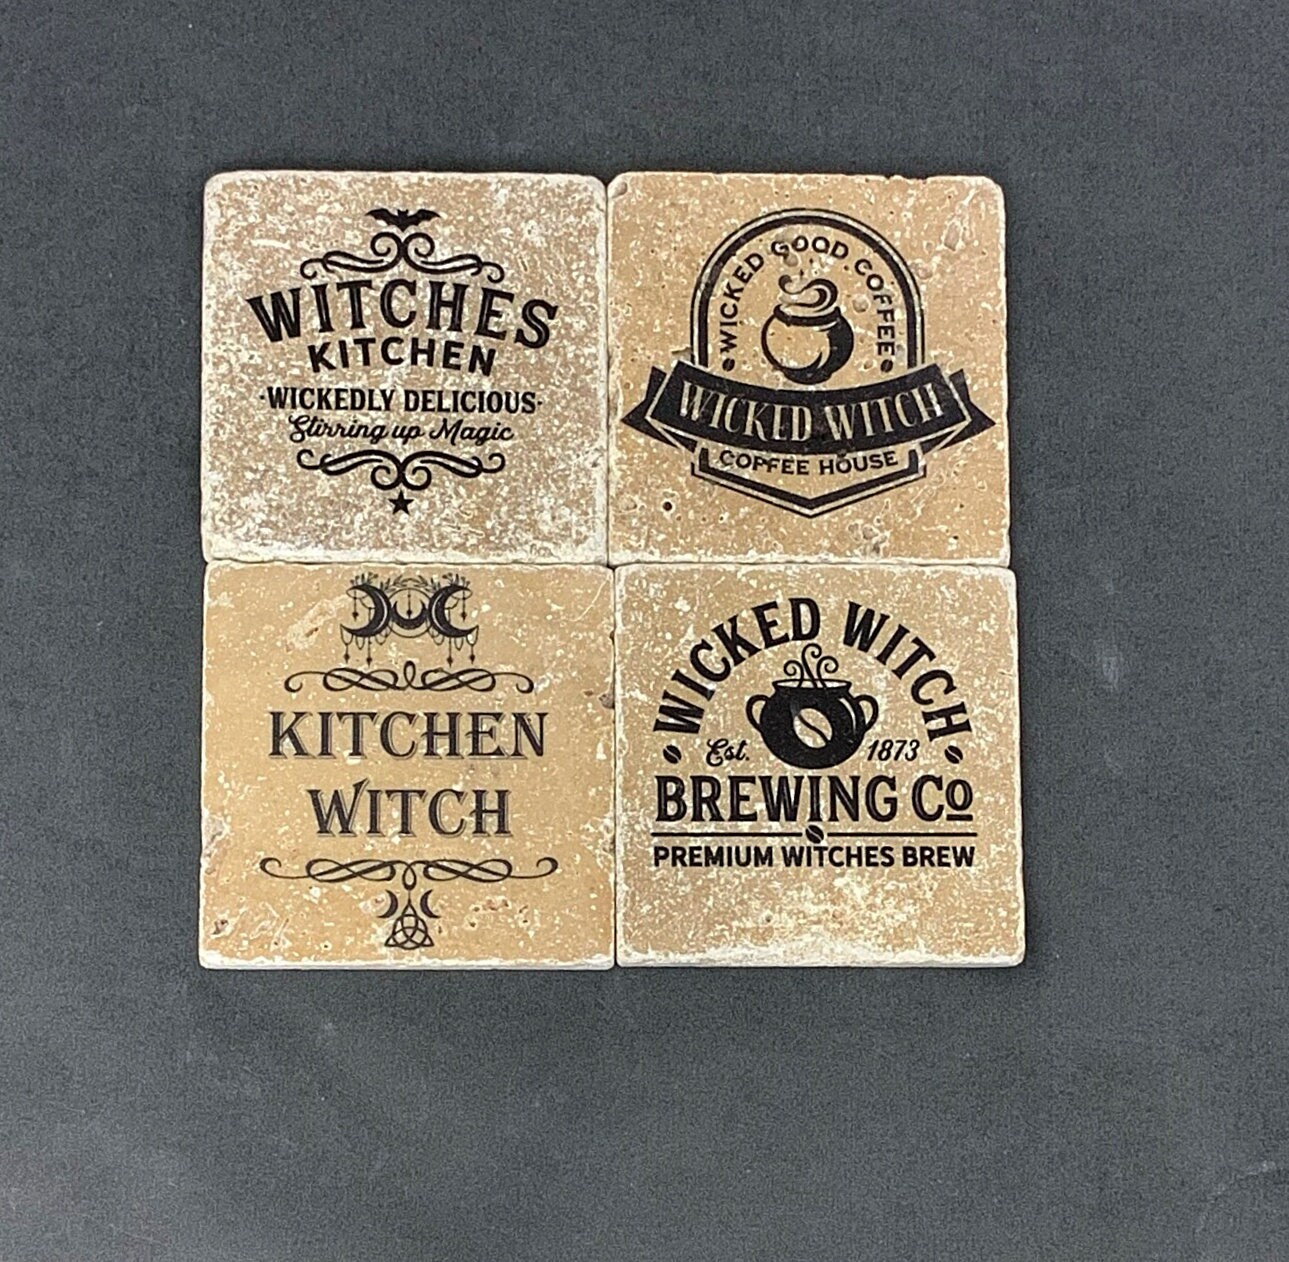 WITCHES
KITCHEN
·WICKEDLY DELICIOUS·
Stirring up Magic
WICKED GOOD COFFEE
WICKED WITCH
COFFEE HOUSE
KITCHEN
WITCH
WICKED WITCH
Est. 1873
BREWING Co
PREMIUM WITCHES BREW